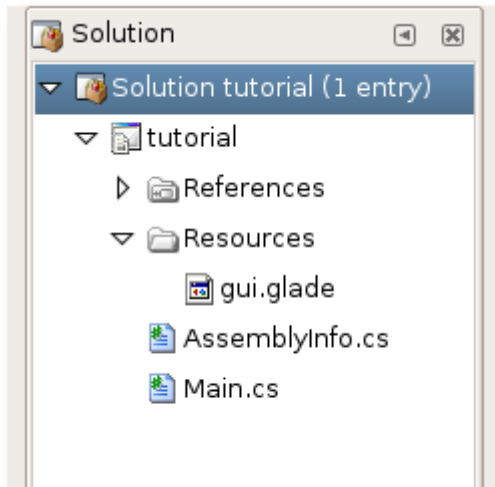 Solution
Solution tutorial (1 entry)
tutorial
References
Resources
gui.glade
AssemblyInfo.cs
Main.cs